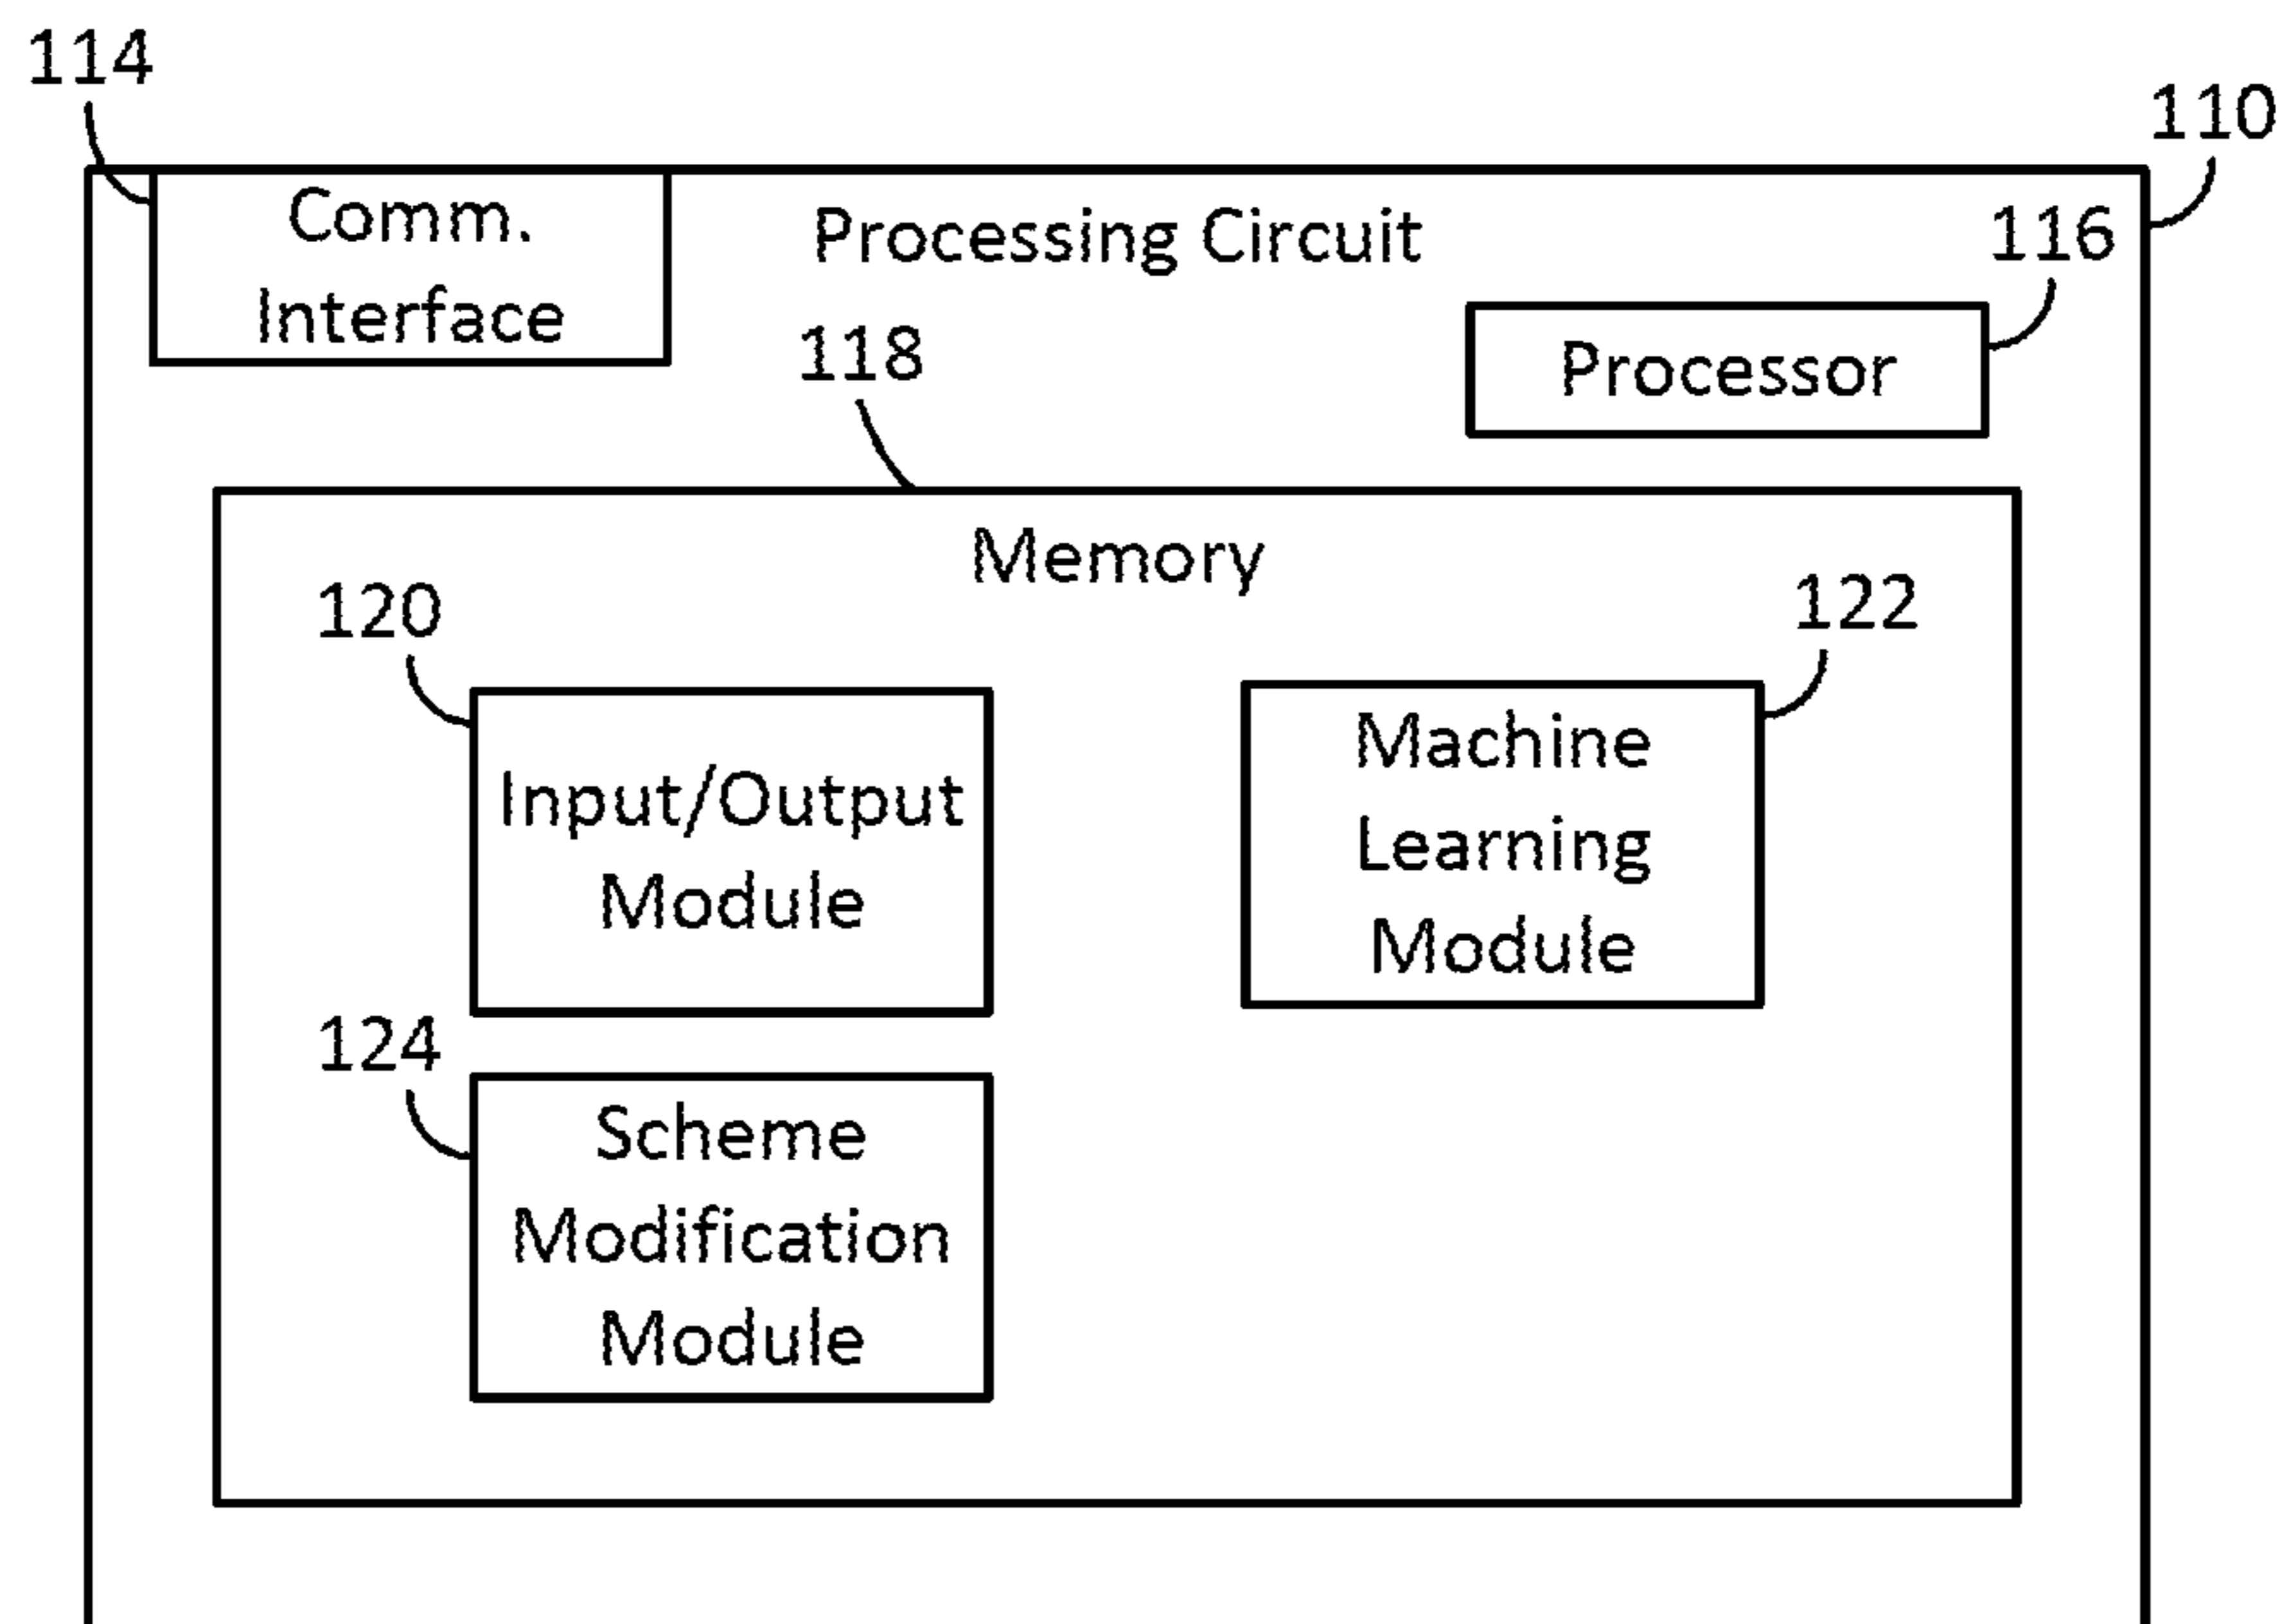 114
110
Comm.
Interface
Processing Circuit
116
118
Processor
Memory
120
122
Input/Output
Module
Machine
Learning
Module
124
Scheme
Modification
Module